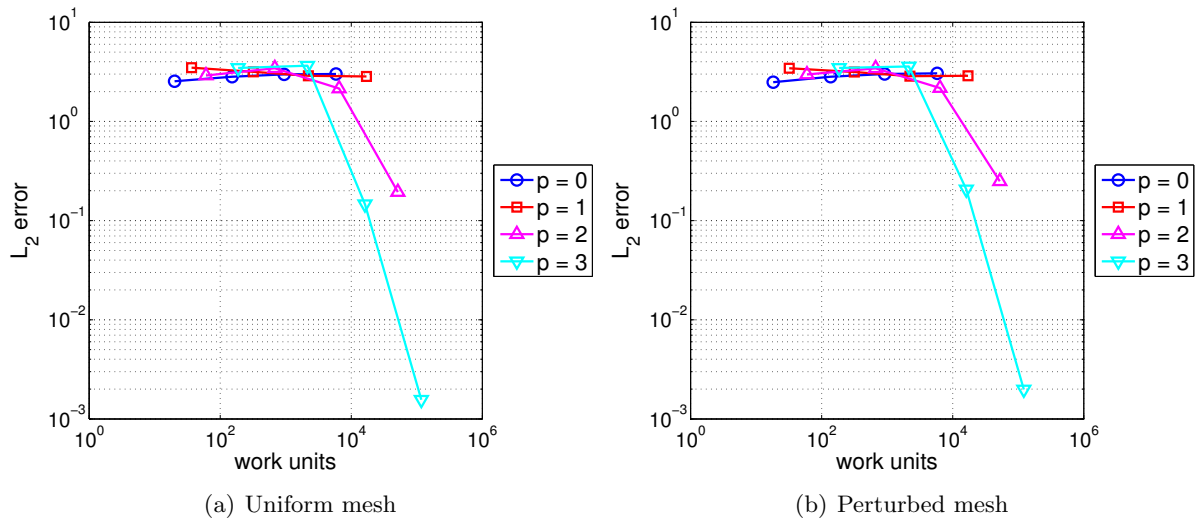 10^1
10^0
10^-1
10^-2
10^-3
L_2 error
10^0
10^2
10^4
10^6
work units
p = 0
p = 1
p = 2
p = 3
(a) Uniform mesh
10^1
10^0
10^-1
10^-2
10^-3
L_2 error
10^0
10^2
10^4
10^6
work units
p = 0
p = 1
p = 2
p = 3
(b) Perturbed mesh